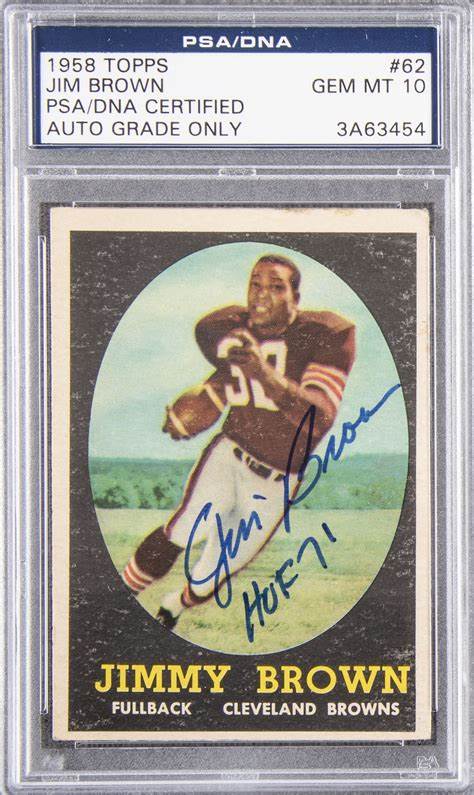 PSA/DNA
1958 TOPPS #62
JIM BROWN GEM MT 10
PSA/DNA CERTIFIED
AUTO GRADE ONLY 3A63454
32
Jim Brown
HOF 71
JIMMY BROWN
FULLBACK CLEVELAND BROWNS